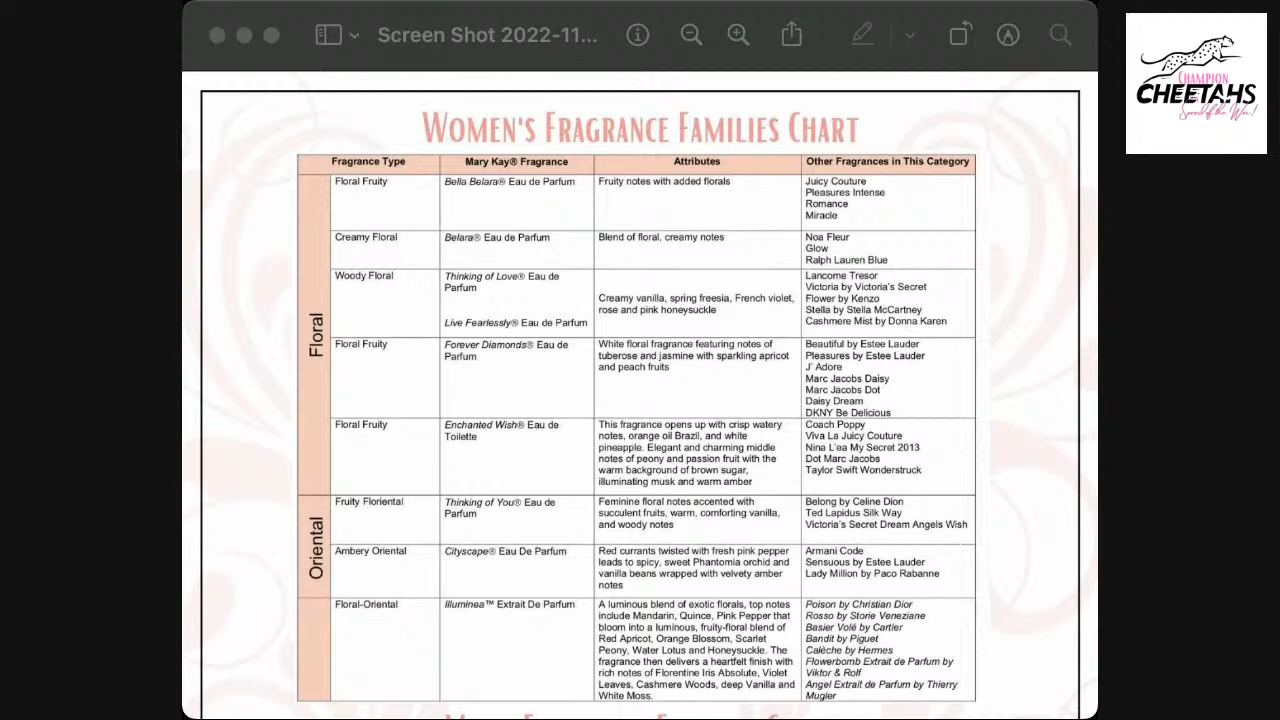 Screen Shot 2022-11...
CHAMPION
CHEETAHS
WOMEN'S FRAGRANCE FAMILIES CHART
Fragrance Type Mary Kay® Fragrance Attributes Other Fragrances in This Category
Floral
Floral Fruity
Bella Belara® Eau de Parfum
Fruity notes with added florals
Juicy Couture
Pleasures Intense
Romance
Miracle
Creamy Floral
Belara® Eau de Parfum
Blend of floral, creamy notes
Noa Fleur
Glow
Ralph Lauren Blue
Woody Floral
Thinking of Love® Eau de
Parfum
Live Fearlessly® Eau de Parfum
Creamy vanilla, spring freesia, French violet,
rose and pink honeysuckle
Lancome Tresor
Victoria by Victoria's Secret
Flower by Kenzo
Stella by Stella McCartney
Cashmere Mist by Donna Karen
Floral Fruity
Forever Diamonds® Eau de
Parfum
White floral fragrance featuring notes of
tuberose and jasmine with sparkling apricot
and peach fruits
Beautiful by Estee Lauder
Pleasures by Estee Lauder
J' Adore
Marc Jacobs Daisy
Marc Jacobs Dot
Daisy Dream
DKNY Be Delicious
Floral Fruity
Enchanted Wish® Eau de
Toilette
This fragrance opens up with crisp watery
notes, orange oil Brazil, and white
pineapple. Elegant and charming middle
notes of peony and passion fruit with the
warm background of brown sugar,
illuminating musk and warm amber
Coach Poppy
Viva La Juicy Couture
Nina L'ea My Secret 2013
Dot Marc Jacobs
Taylor Swift Wonderstruck
Oriental
Fruity Floriental
Thinking of You® Eau de
Parfum
Feminine floral notes accented with
succulent fruits, warm, comforting vanilla,
and woody notes
Belong by Celine Dion
Ted Lapidus Silk Way
Victoria's Secret Dream Angels Wish
Ambery Oriental
Cityscape® Eau De Parfum
Red currants twisted with fresh pink pepper
leads to spicy, sweet Phantomia orchid and
vanilla beans wrapped with velvety amber
notes
Armani Code
Sensuous by Estee Lauder
Lady Million by Paco Rabanne
Floral-Oriental
Illuminea™ Extrait De Parfum
A luminous blend of exotic florals, top notes
include Mandarin, Quince, Pink Pepper that
bloom into a luminous, fruity-floral blend of
Red Apricot, Orange Blossom, Scarlet
Peony, Water Lotus and Honeysuckle. The
fragrance then delivers a heartfelt finish with
rich notes of Florentine Iris Absolute, Violet
Leaves, Cashmere Woods, deep Vanilla and
White Moss.
Poison by Christian Dior
Rosso by Storie Veneziane
Basier Volé by Cartier
Bandit by Piguet
Calèche by Hermes
Flowerbomb Extrait de Parfum by
Viktor & Rolf
Angel Extrait de Parfum by Thierry
Mugler